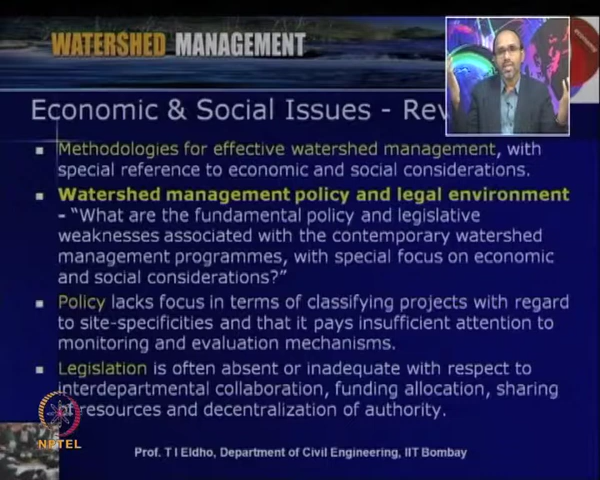 WATERSHED MANAGEMENT
Economic & Social Issues - Rev
Methodologies for effective watershed management, with
special reference to economic and social considerations.
Watershed management policy and legal environment
- “What are the fundamental policy and legislative
weaknesses associated with the contemporary watershed
management programmes, with special focus on economic
and social considerations?”
Policy lacks focus in terms of classifying projects with regard
to site-specificities and that it pays insufficient attention to
monitoring and evaluation mechanisms.
Legislation is often absent or inadequate with respect to
interdepartmental collaboration, funding allocation, sharing
of resources and decentralization of authority.
NPTEL
Prof. T I Eldho, Department of Civil Engineering, IIT Bombay